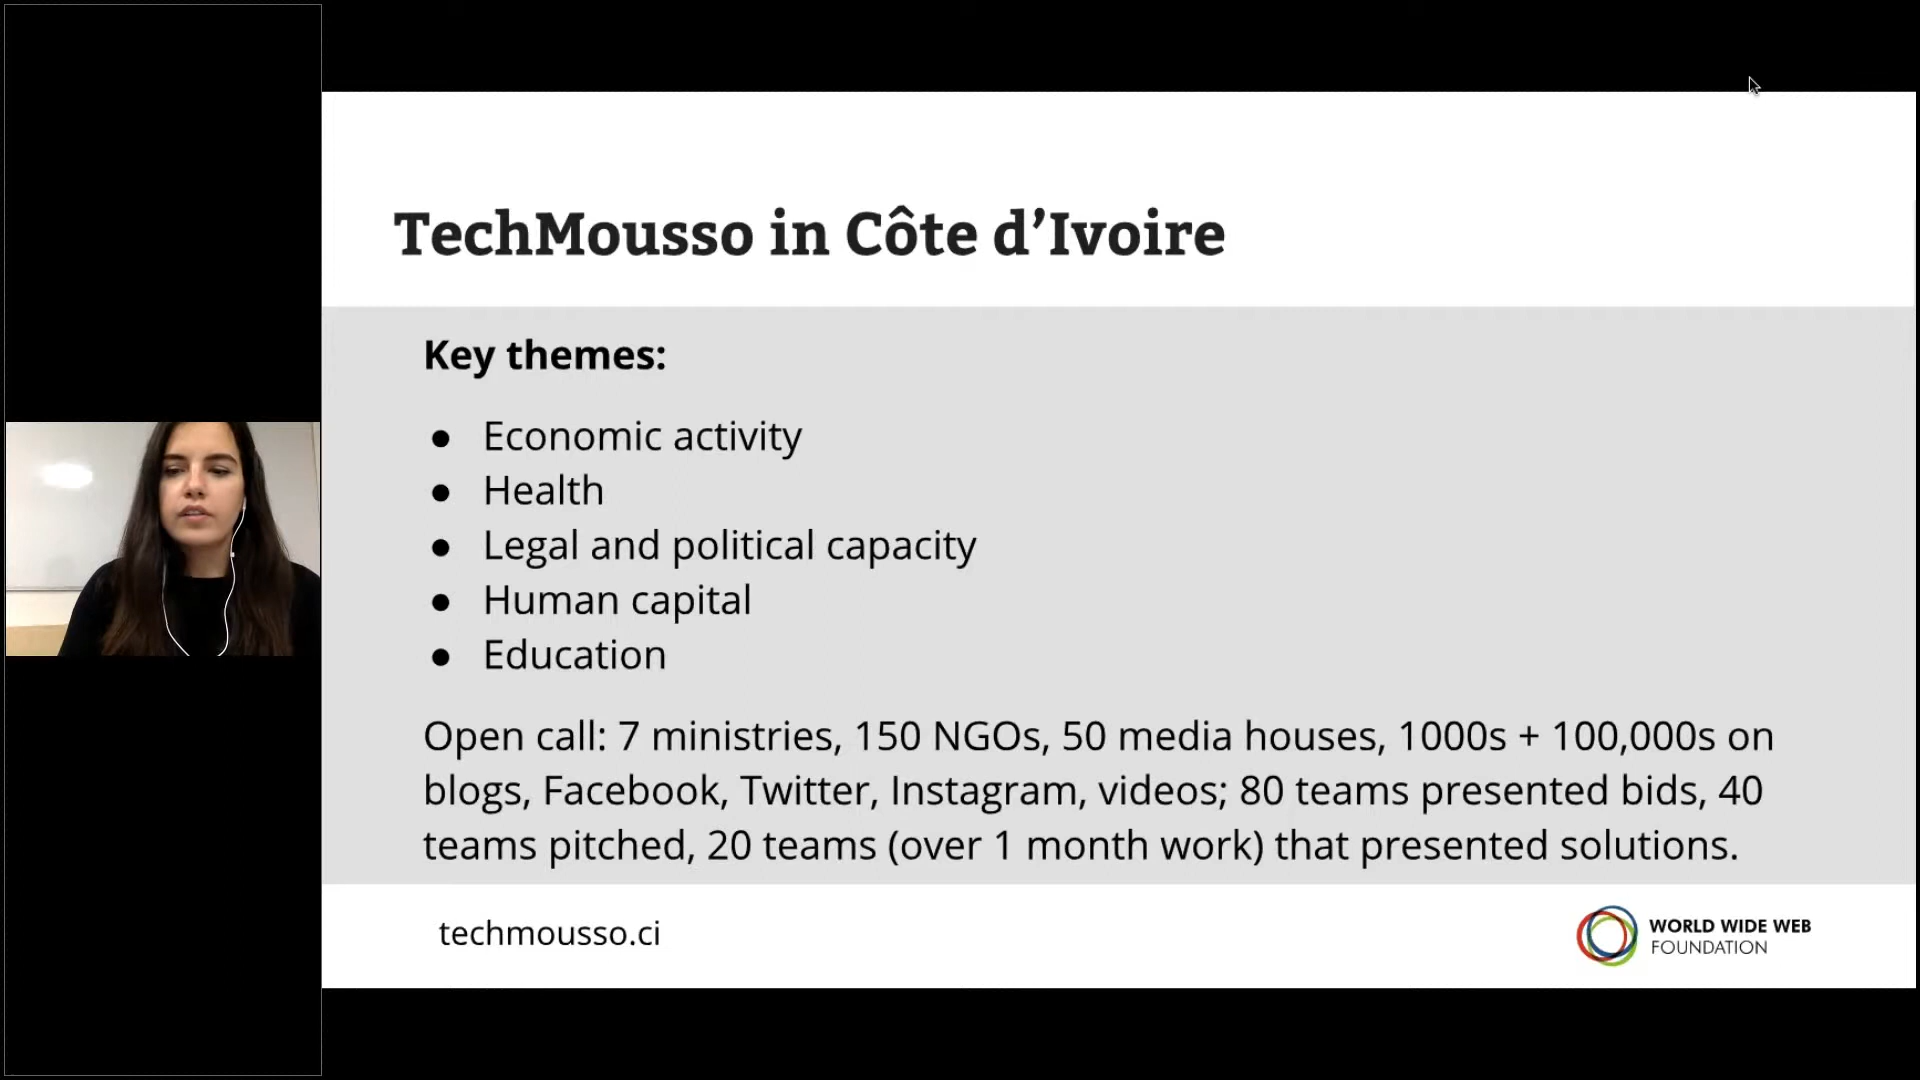 TechMousso in Côte d’Ivoire
Key themes:
● Economic activity
● Health
● Legal and political capacity
● Human capital
● Education
Open call: 7 ministries, 150 NGOs, 50 media houses, 1000s + 100,000s on
blogs, Facebook, Twitter, Instagram, videos; 80 teams presented bids, 40
teams pitched, 20 teams (over 1 month work) that presented solutions.
techmousso.ci
WORLD WIDE WEB
FOUNDATION